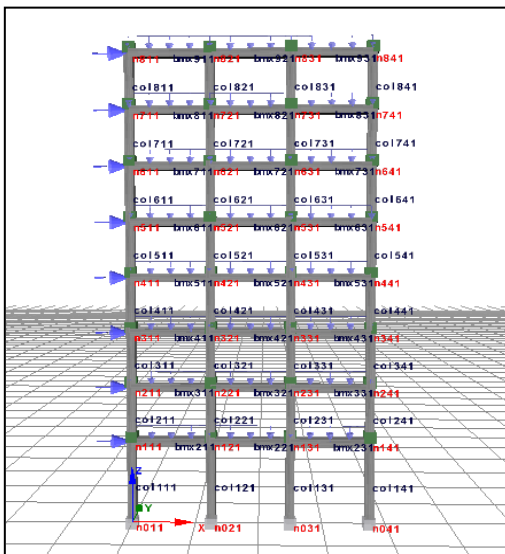 n811 bmx911 n821 bmx921 n831 bmx931 n841
col811 col821 col831 col841
n711 bmx811 n721 bmx821 n731 bmx831 n741
col711 col721 col731 col741
n611 bmx711 n621 bmx721 n631 bmx731 n641
col611 col621 col631 col641
n511 bmx611 n521 bmx621 n531 bmx631 n541
col511 col521 col531 col541
n411 bmx511 n421 bmx521 n431 bmx531 n441
col411 col421 col431 col441
n311 bmx411 n321 bmx421 n331 bmx431 n341
col311 col321 col331 col341
n211 bmx311 n221 bmx321 n231 bmx331 n241
col211 col221 col231 col241
n111 bmx211 n121 bmx221 n131 bmx231 n141
Z
col111 col121 col131 col141
Y
n011 X n021 n031 n041